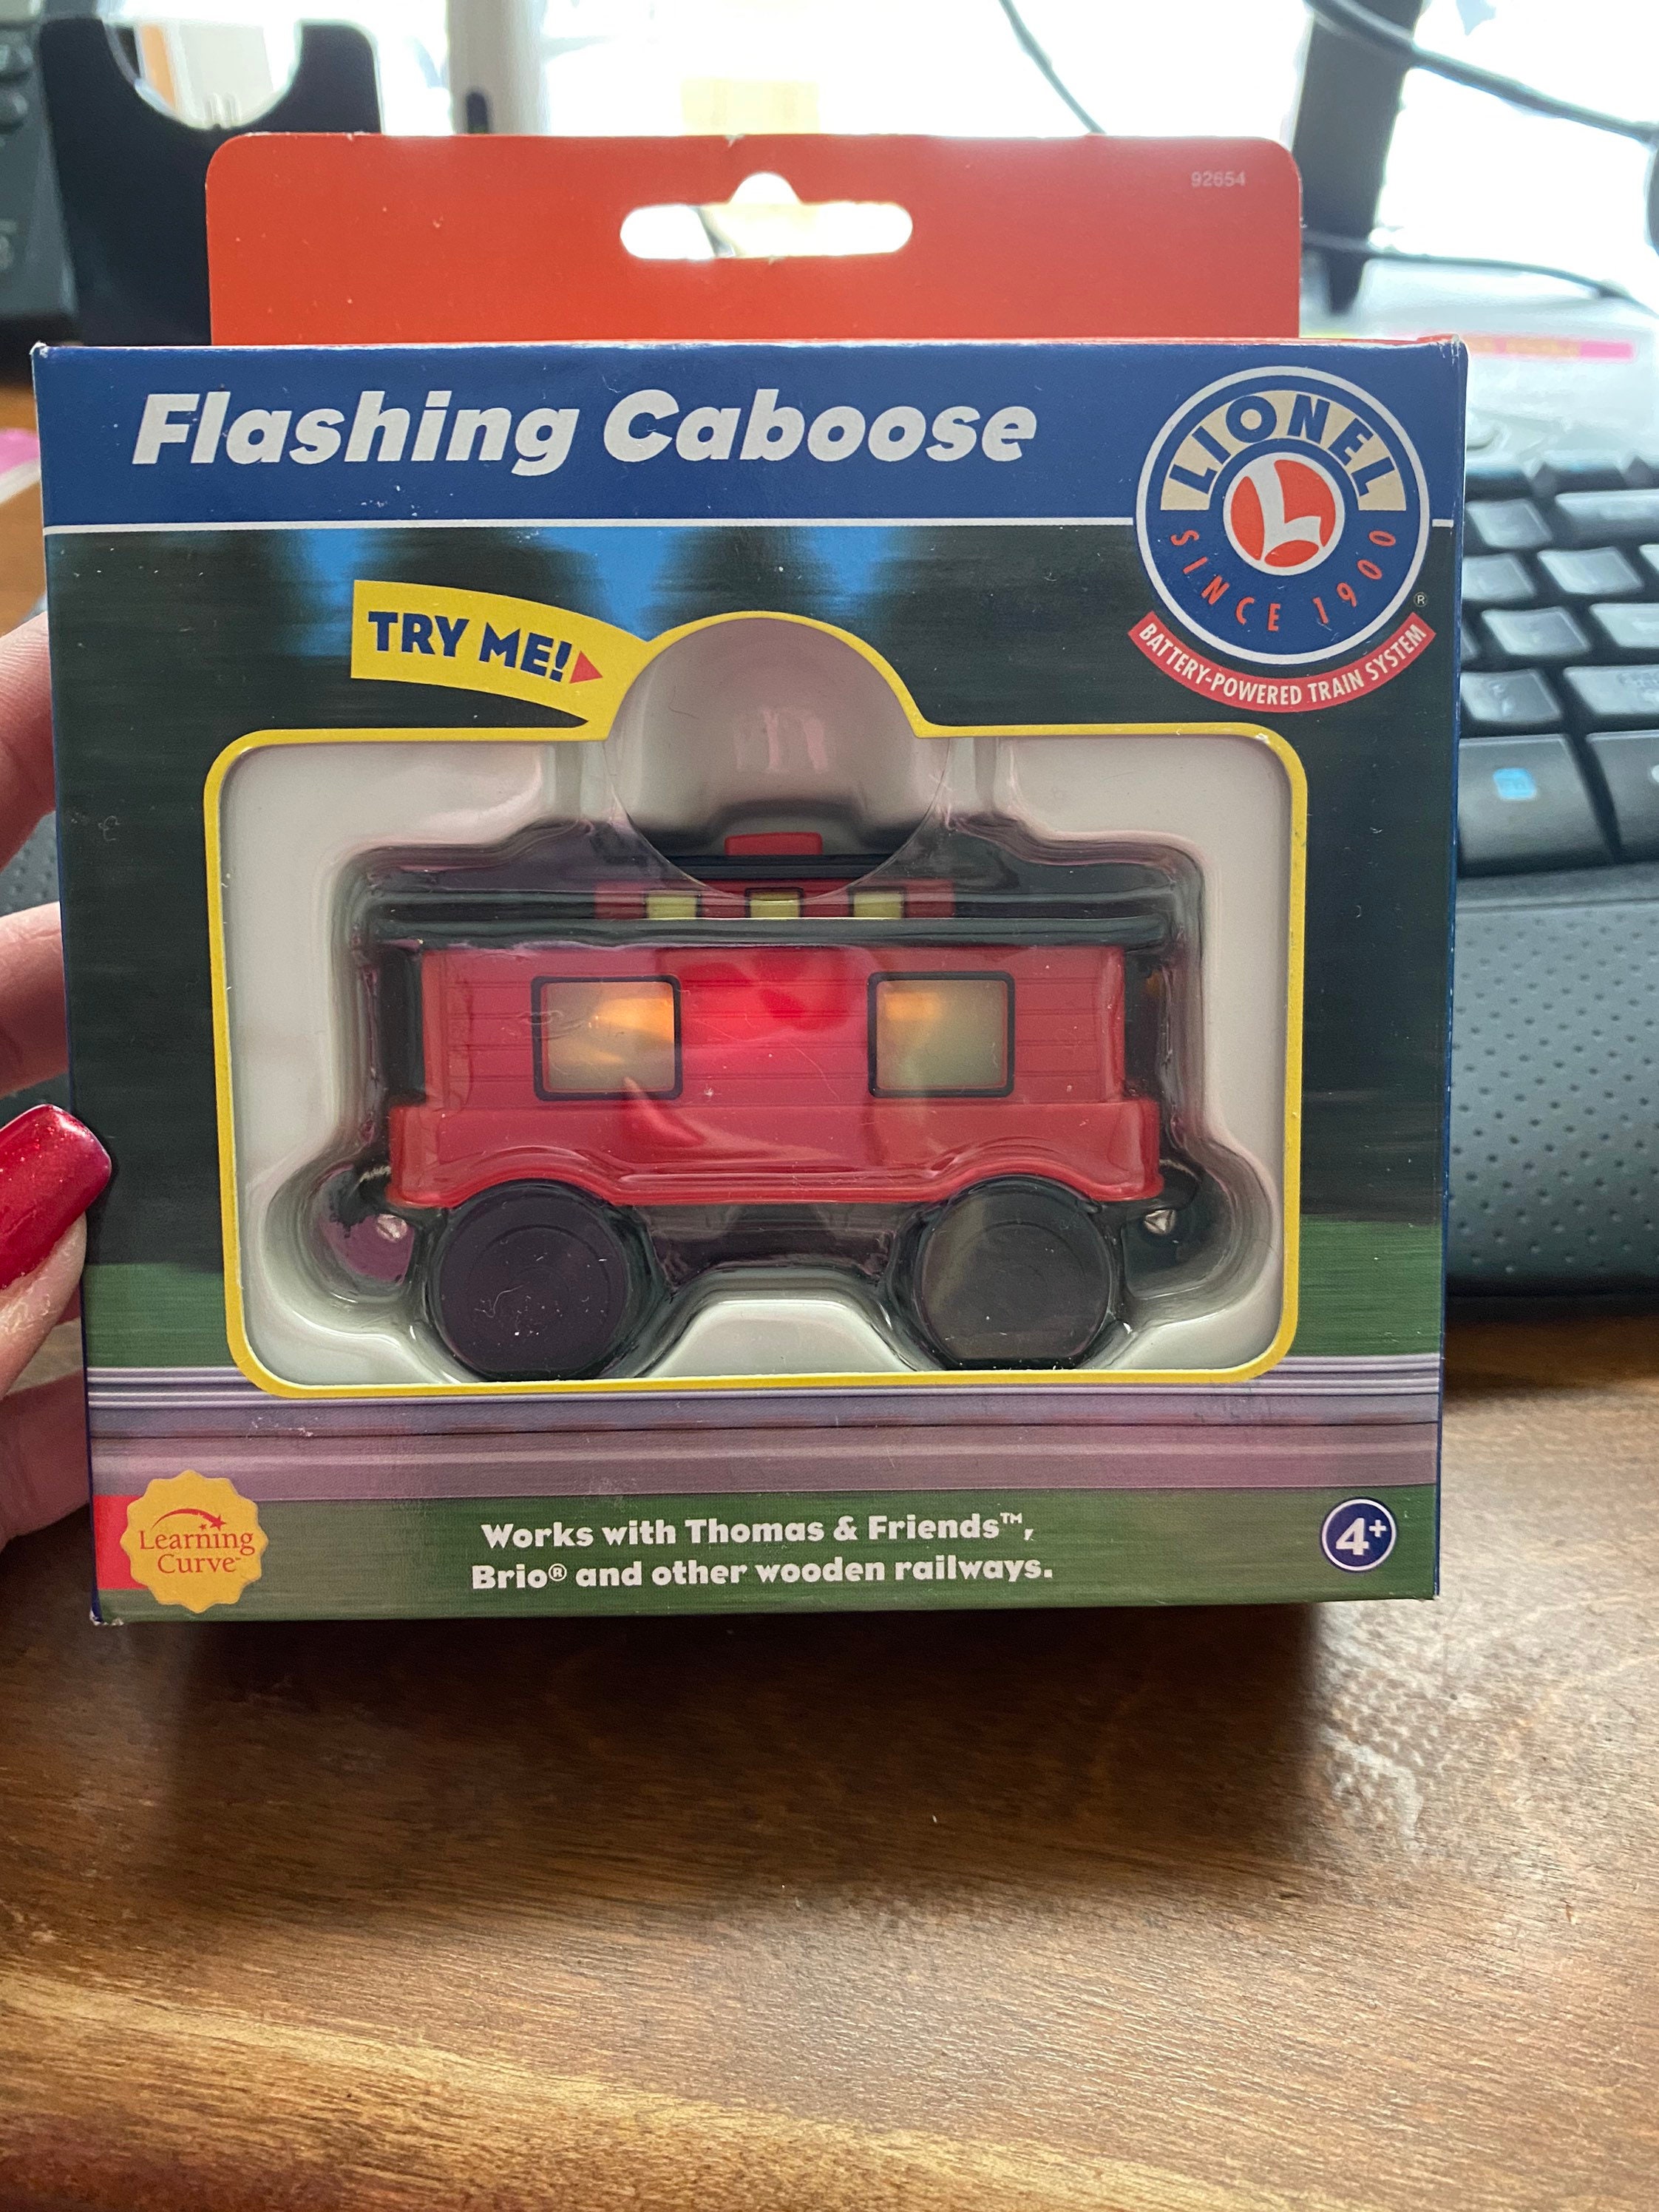 92654
Flashing Caboose
LIONEL
L
SINCE 1900
®
BATTERY-POWERED TRAIN SYSTEM
TRY ME!
Learning
Curve™
Works with Thomas & Friends™,
Brio® and other wooden railways.
4+